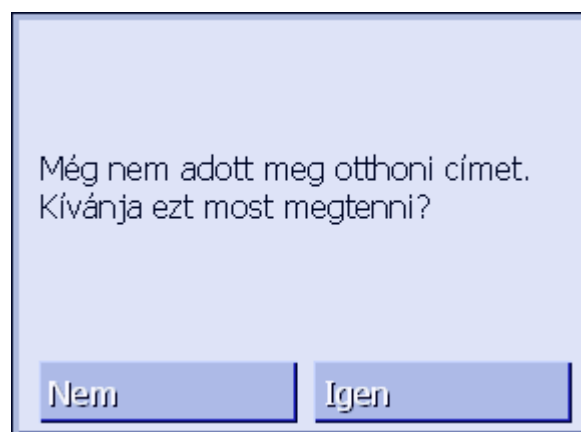 Még nem adott meg otthoni címet.
Kívánja ezt most megtenni?
Nem
Igen